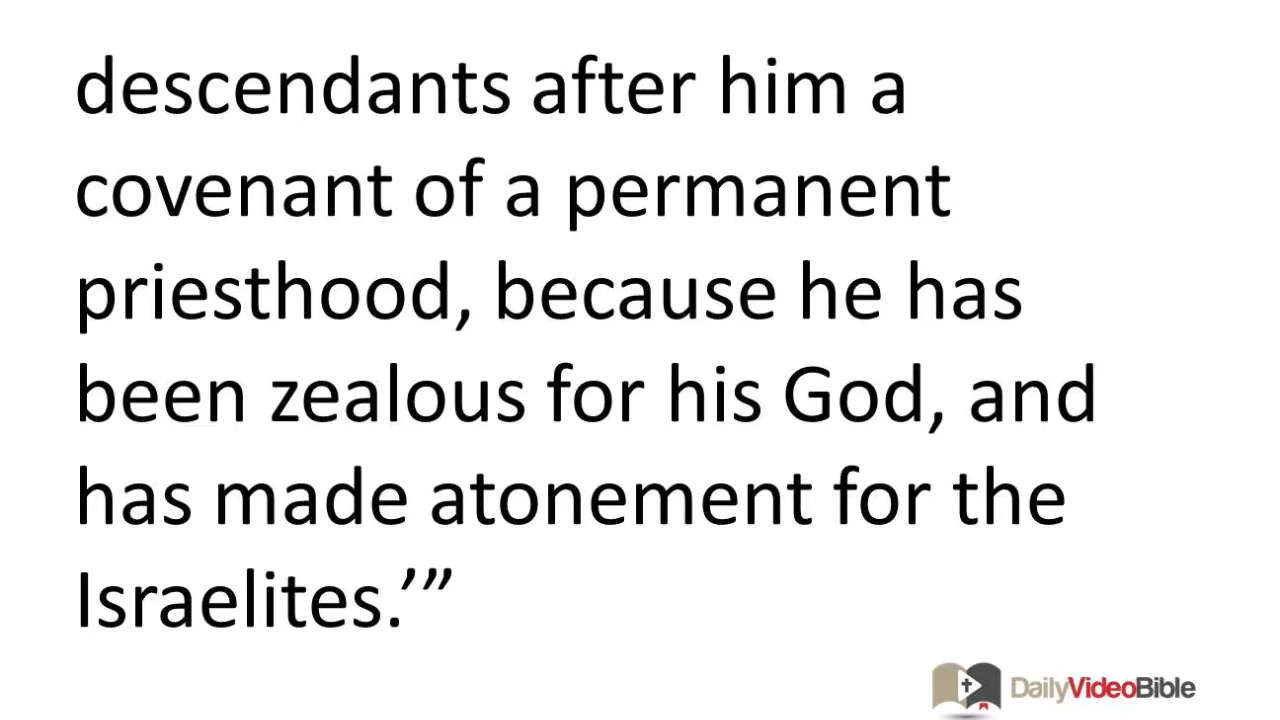 descendants after him a
covenant of a permanent
priesthood, because he has
been zealous for his God, and
has made atonement for the
Israelites.’”
DailyVideoBible